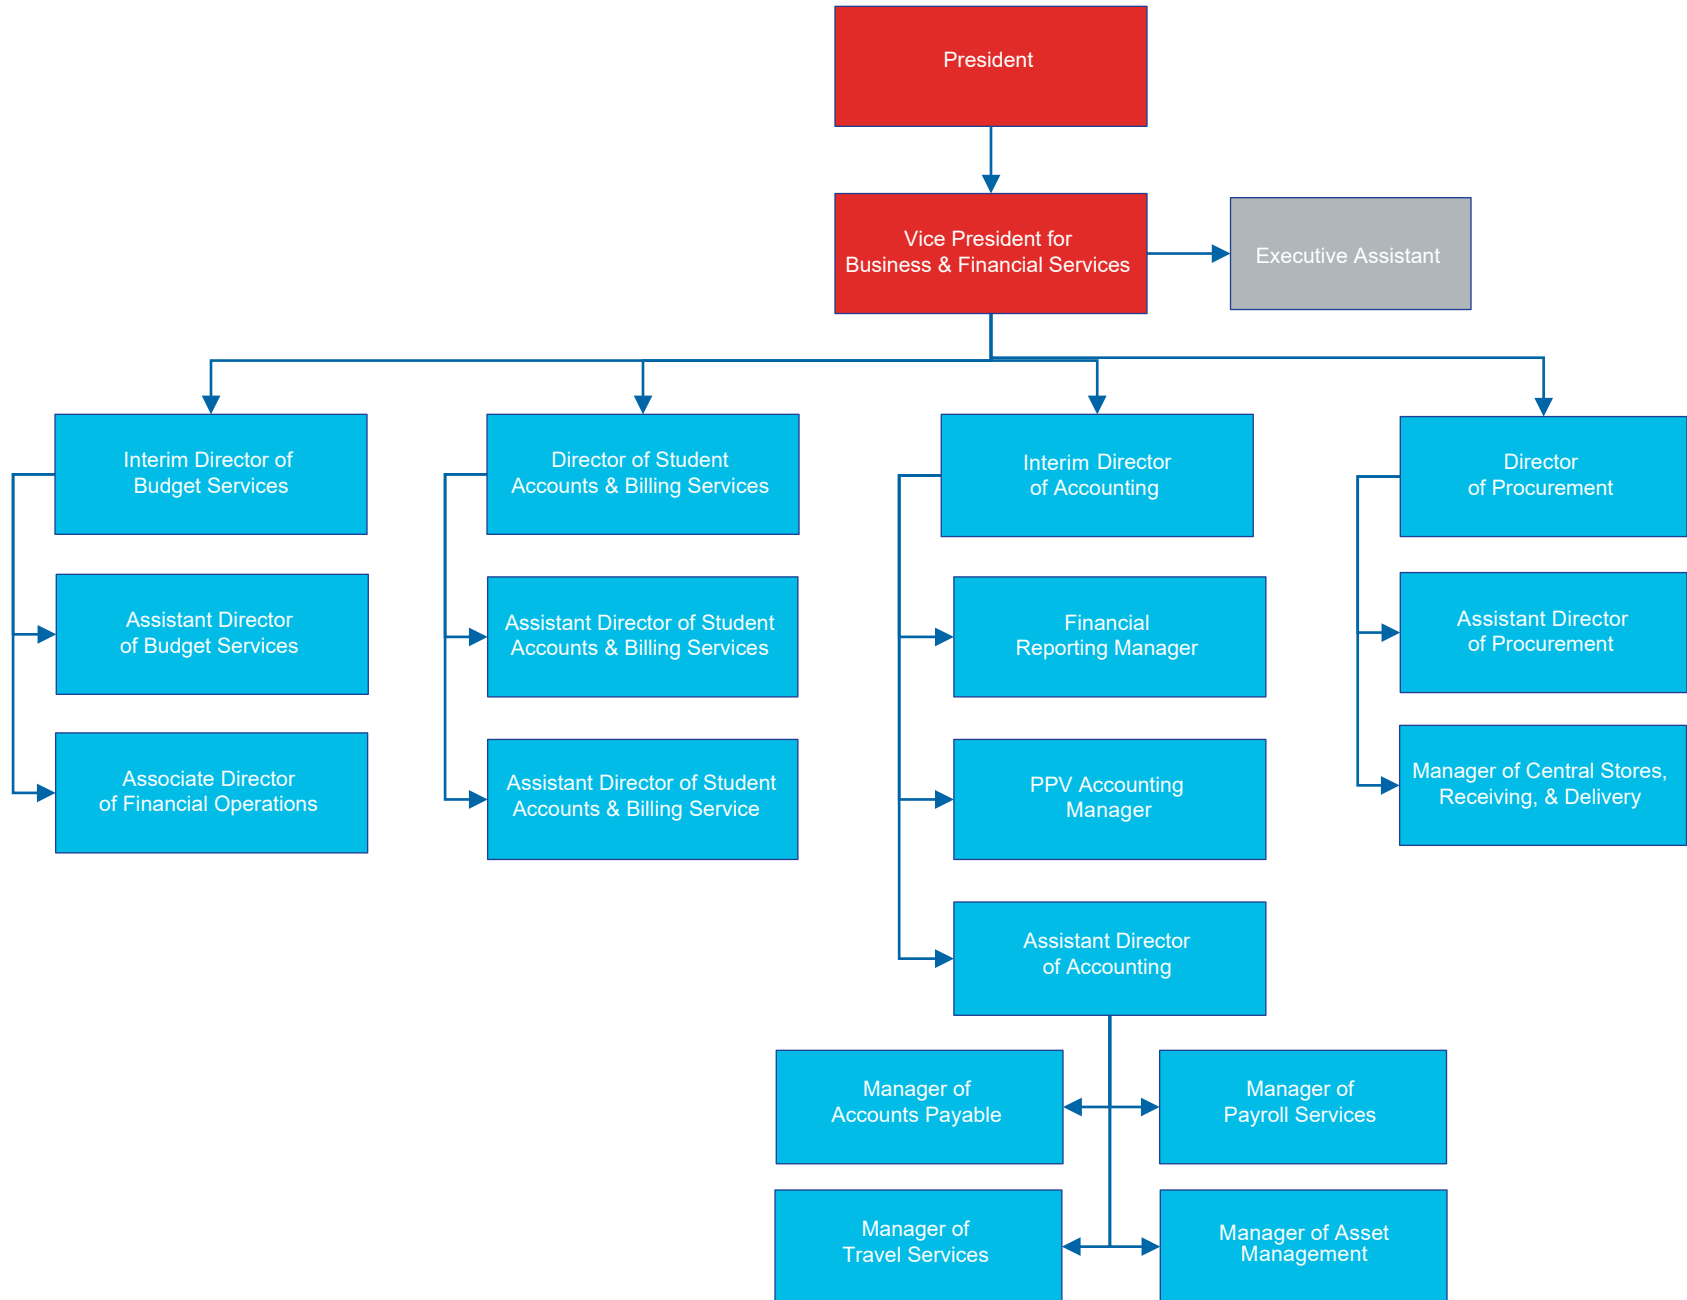 President
Vice President for
Business & Financial Services
Executive Assistant
Interim Director of
Budget Services
Director of Student
Accounts & Billing Services
Interim Director
of Accounting
Director
of Procurement
Assistant Director
of Budget Services
Assistant Director of Student
Accounts & Billing Services
Financial
Reporting Manager
Assistant Director
of Procurement
Associate Director
of Financial Operations
Assistant Director of Student
Accounts & Billing Service
PPV Accounting
Manager
Manager of Central Stores,
Receiving, & Delivery
Assistant Director
of Accounting
Manager of
Accounts Payable
Manager of
Payroll Services
Manager of
Travel Services
Manager of Asset
Management